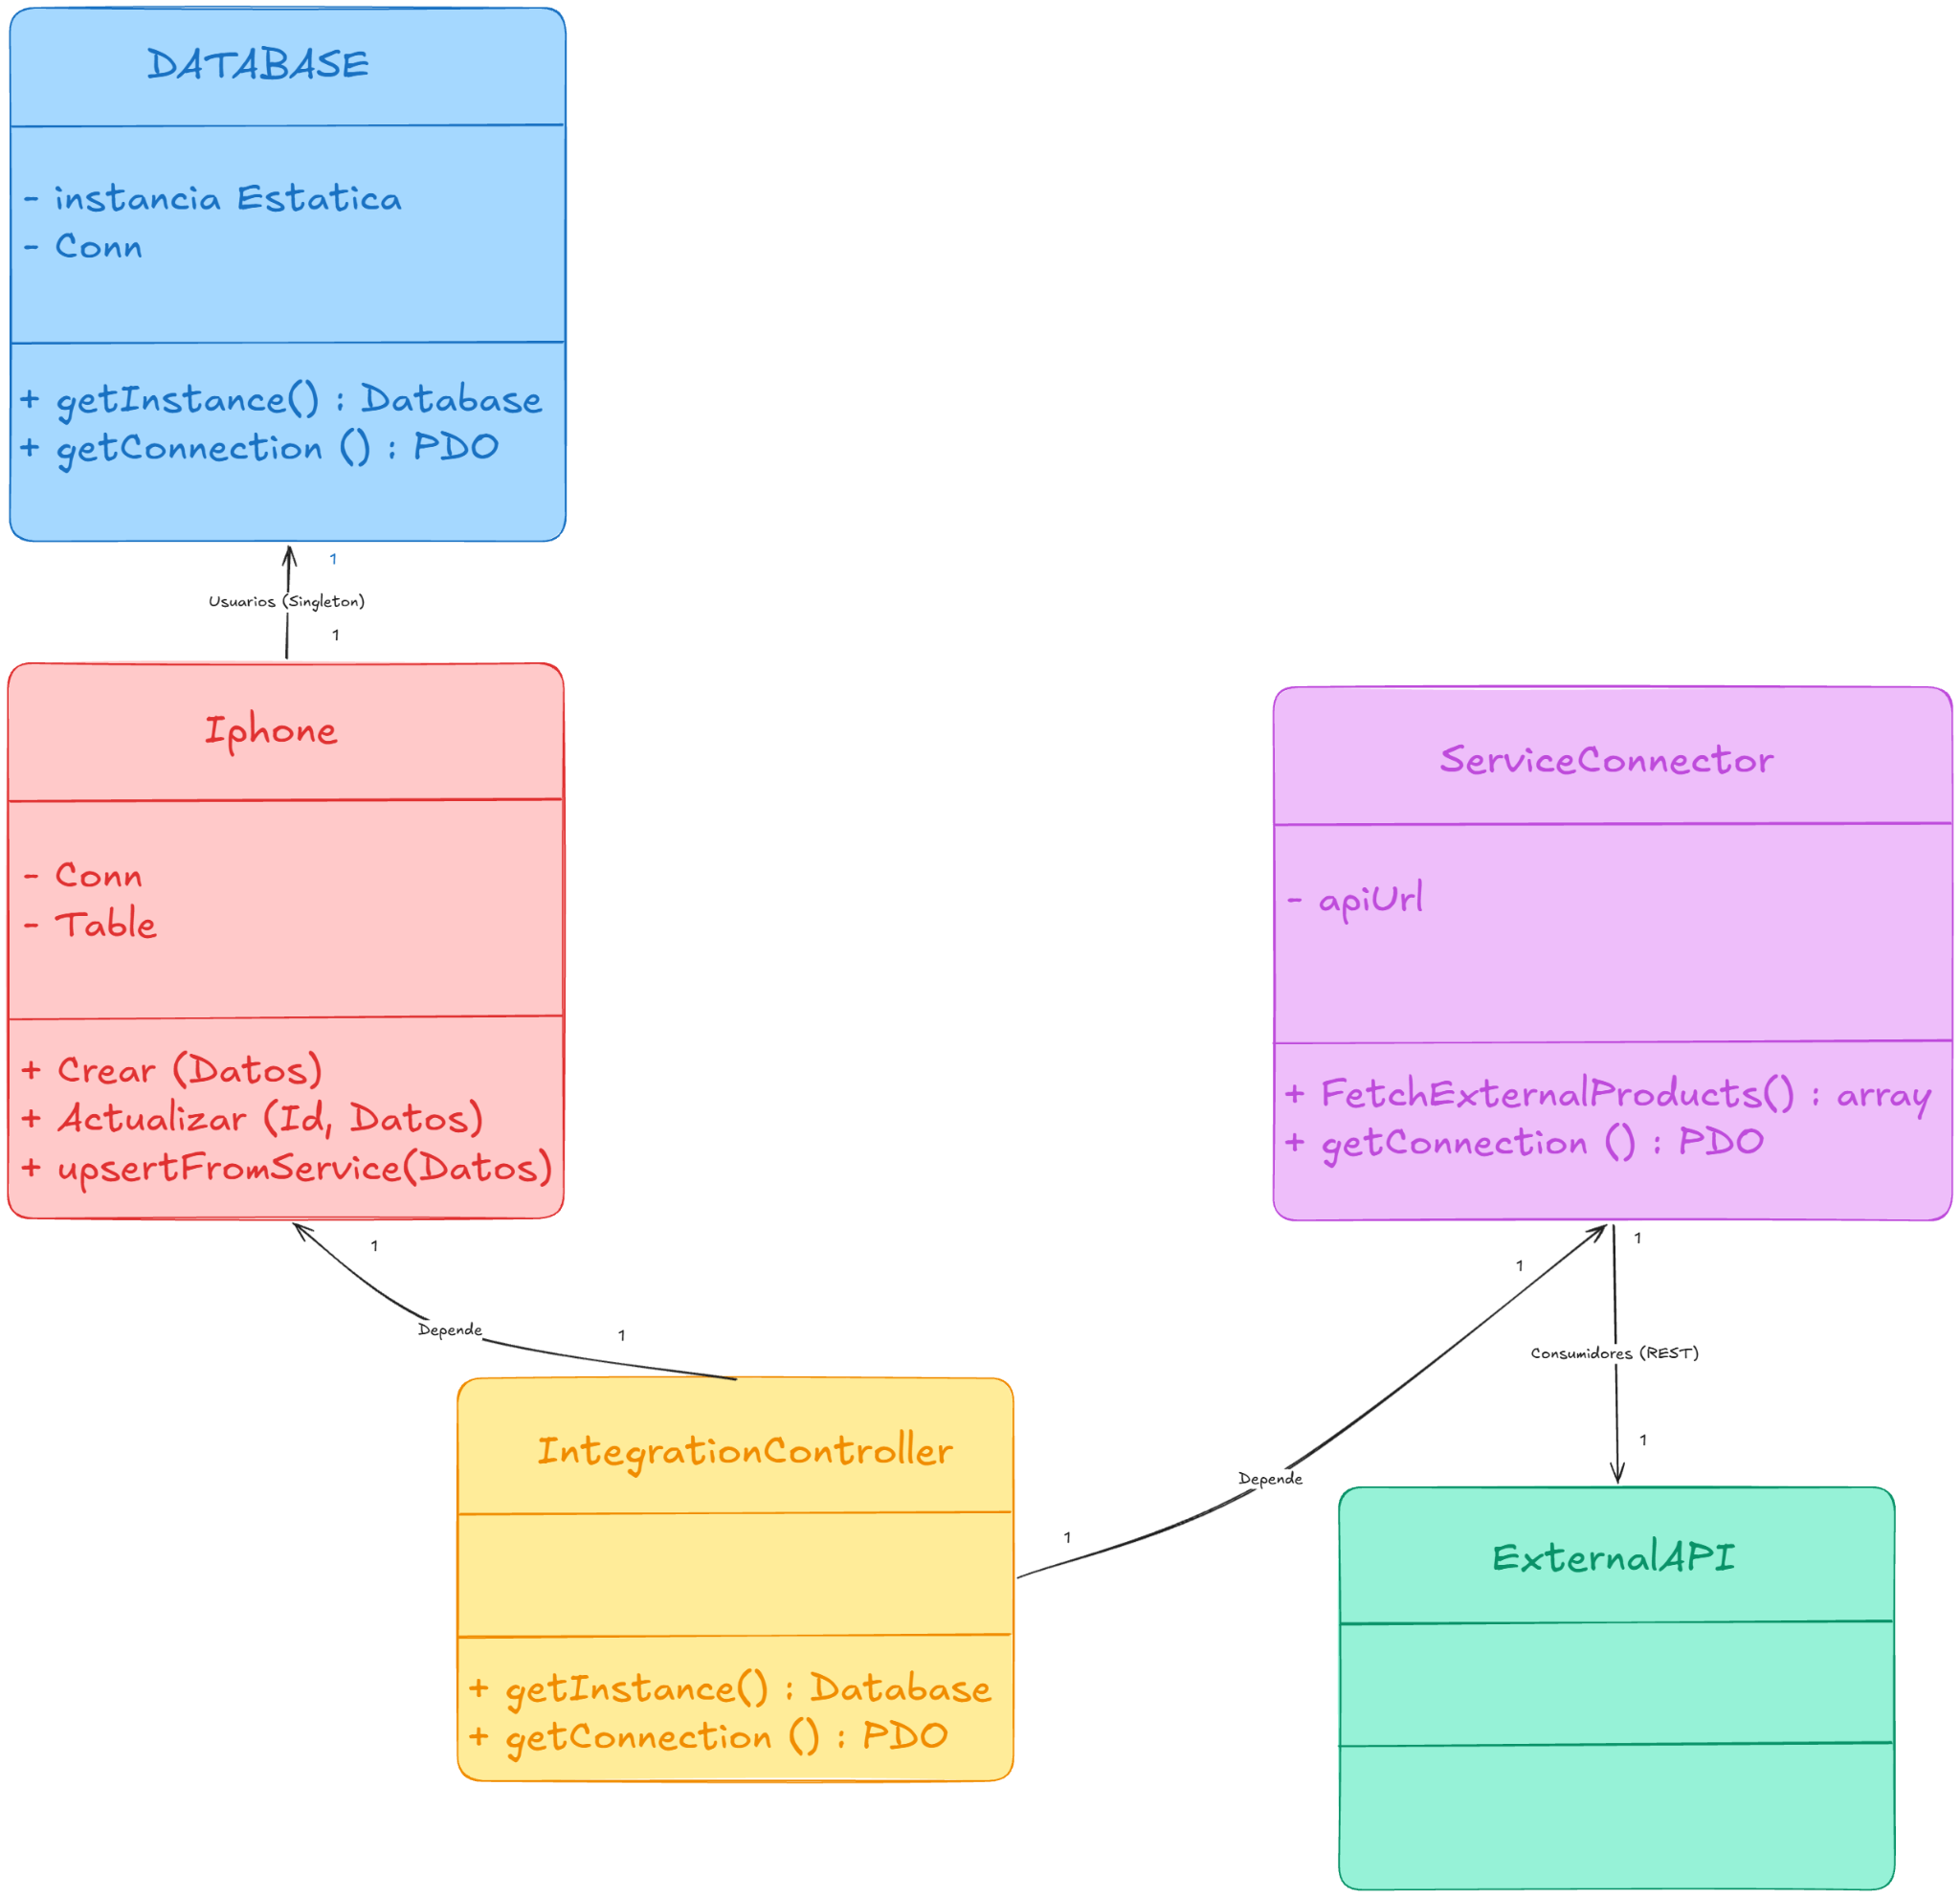 DATABASE
- instancia Estatica
- Conn
+ getInstance() : Database
+ getConnection () : PDO
1
Usuarios (Singleton)
1
Iphone
- Conn
- Table
+ Crear (Datos)
+ Actualizar (Id, Datos)
+ upsertFromService(Datos)
ServiceConnector
- apiUrl
+ FetchExternalProducts() : array
+ getConnection () : PDO
1
Depende
1
1
1
Consumidores (REST)
1
IntegrationController
+ getInstance() : Database
+ getConnection () : PDO
Depende
1
ExternalAPI